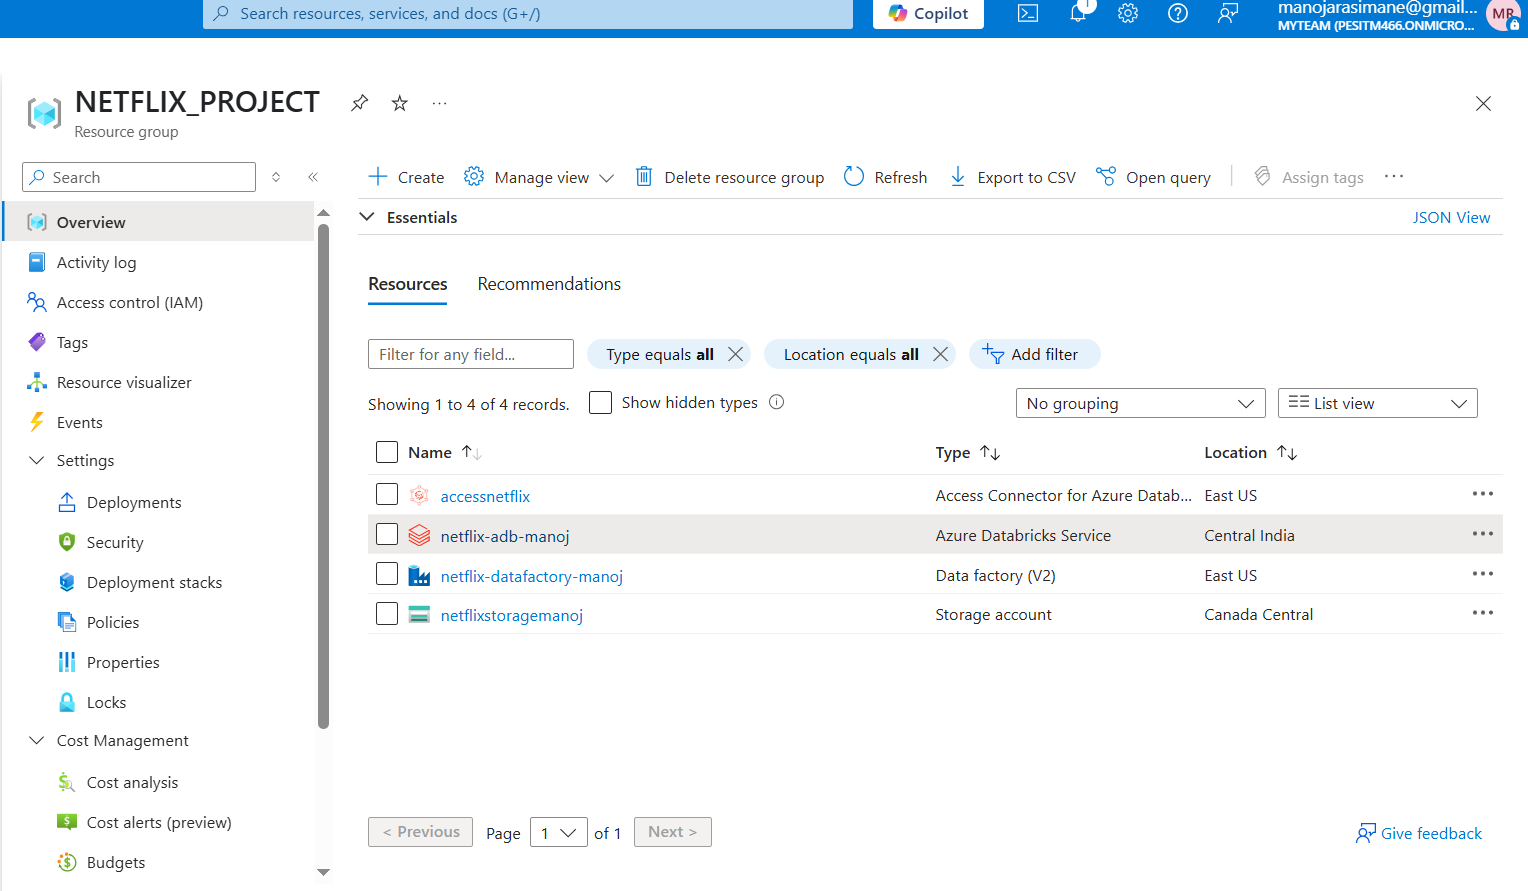 Search resources, services, and docs (G+/)
Copilot
1
manojarasimane@gmail...
MYTEAM (PESITM466.ONMICRO...
MR
NETFLIX_PROJECT
Resource group
Search
Create
Manage view
Delete resource group
Refresh
Export to CSV
Open query
Assign tags
Essentials
JSON View
Overview
Activity log
Access control (IAM)
Tags
Resource visualizer
Events
Settings
Deployments
Security
Deployment stacks
Policies
Properties
Locks
Cost Management
Cost analysis
Cost alerts (preview)
Budgets
Resources Recommendations
Filter for any field...
Type equals all
Location equals all
Add filter
Showing 1 to 4 of 4 records.
Show hidden types
No grouping
List view
Name Type Location
accessnetflix Access Connector for Azure Datab... East US
netflix-adb-manoj Azure Databricks Service Central India
netflix-datafactory-manoj Data factory (V2) East US
netflixstoragemanoj Storage account Canada Central
< Previous Page 1 of 1 Next >
Give feedback